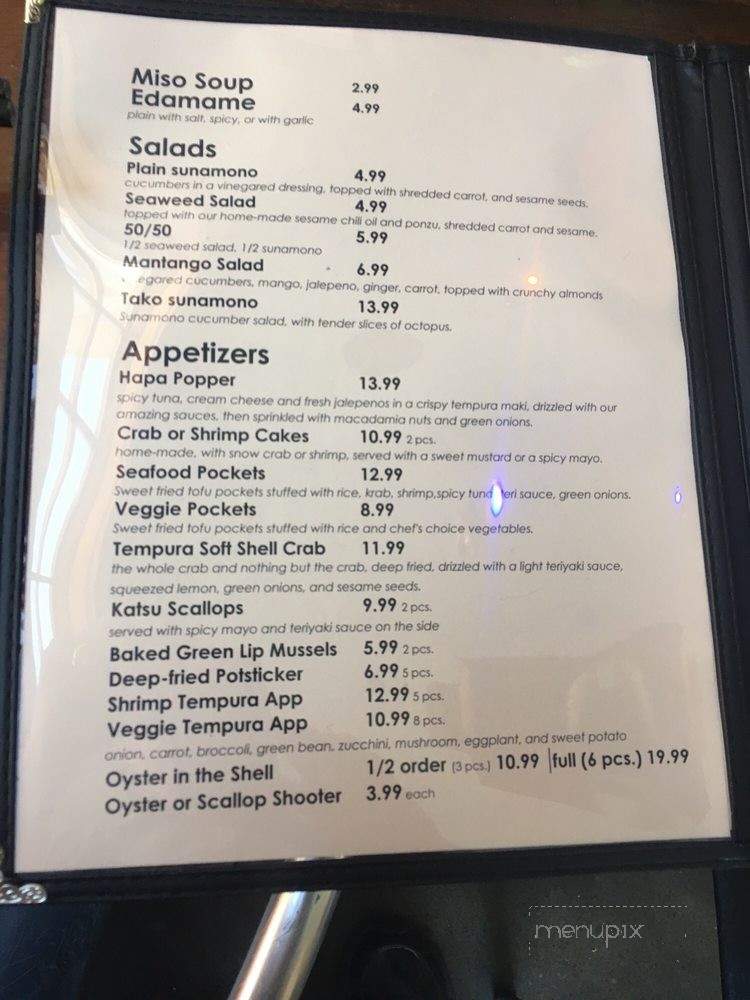 Miso Soup 2.99
Edamame 4.99
plain with salt, spicy, or with garlic
Salads
Plain sunamono 4.99
cucumbers in a vinegared dressing, topped with shredded carrot, and sesame seeds.
Seaweed Salad 4.99
topped with our home-made sesame chili oil and ponzu, shredded carrot and sesame.
50/50 5.99
1/2 seaweed salad, 1/2 sunamono
Mantango Salad 6.99
egared cucumbers, mango, jalepeno, ginger, carrot, topped with crunchy almonds
Tako sunamono 13.99
Sunamono cucumber salad, with tender slices of octopus.
Appetizers
Hapa Popper 13.99
spicy tuna, cream cheese and fresh jalepenos in a crispy tempura maki, drizzled with our
amazing sauces, then sprinkled with macadamia nuts and green onions.
Crab or Shrimp Cakes 10.99 2 pcs.
home-made, with snow crab or shrimp, served with a sweet mustard or a spicy mayo.
Seafood Pockets 12.99
Sweet fried tofu pockets stuffed with rice, krab, shrimp,spicy tuna eri sauce, green onions.
Veggie Pockets 8.99
Sweet fried tofu pockets stuffed with rice and chef's choice vegetables.
Tempura Soft Shell Crab 11.99
the whole crab and nothing but the crab, deep fried, drizzled with a light teriyaki sauce,
squeezed lemon, green onions, and sesame seeds.
Katsu Scallops 9.99 2 pcs.
served with spicy mayo and teriyaki sauce on the side
Baked Green Lip Mussels 5.99 2 pcs.
Deep-fried Potsticker 6.99 5 pcs.
Shrimp Tempura App 12.99 5 pcs.
Veggie Tempura App 10.99 8 pcs.
onion, carrot, broccoli, green bean, zucchini, mushroom, eggplant, and sweet potato
Oyster in the Shell 1/2 order (3 pcs.) 10.99 |full (6 pcs.) 19.99
Oyster or Scallop Shooter 3.99 each
menupix